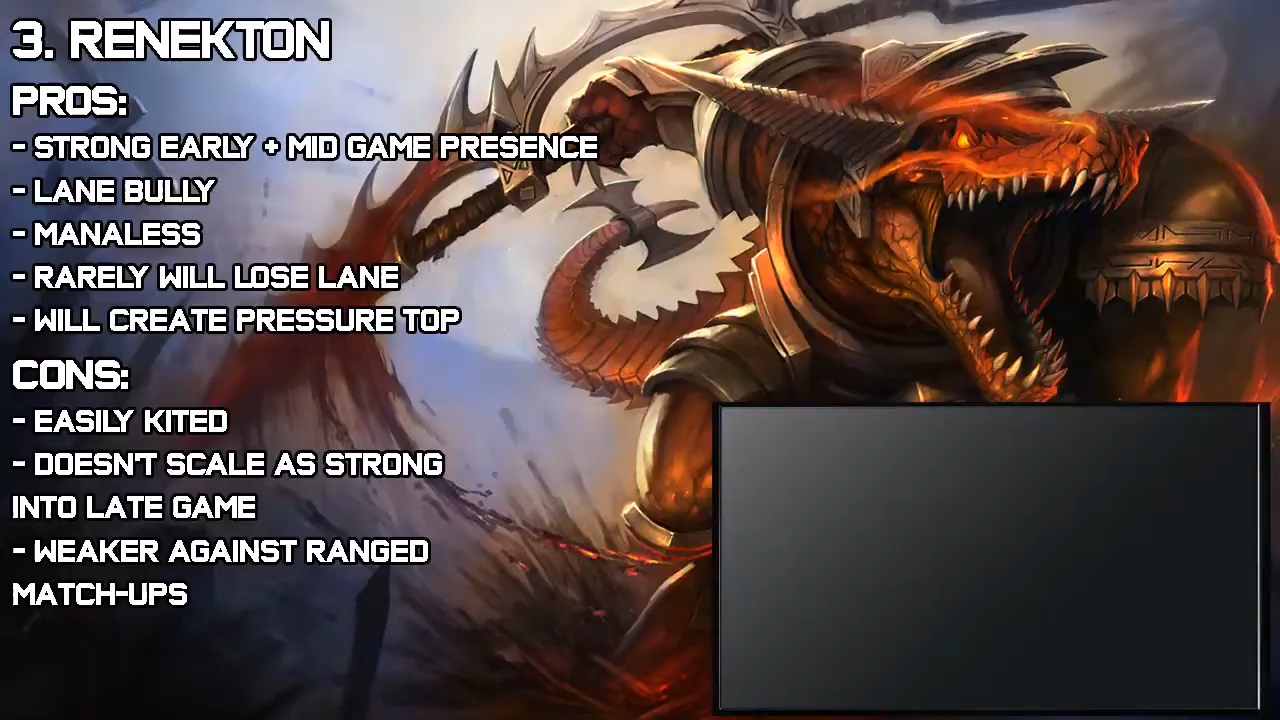 3. RENEKTON
PROS:
- STRONG EARLY + MID GAME PRESENCE
- LANE BULLY
- MANALESS
- RARELY WILL LOSE LANE
- WILL CREATE PRESSURE TOP
CONS:
- EASILY KITED
- DOESN'T SCALE AS STRONG
INTO LATE GAME
- WEAKER AGAINST RANGED
MATCH-UPS